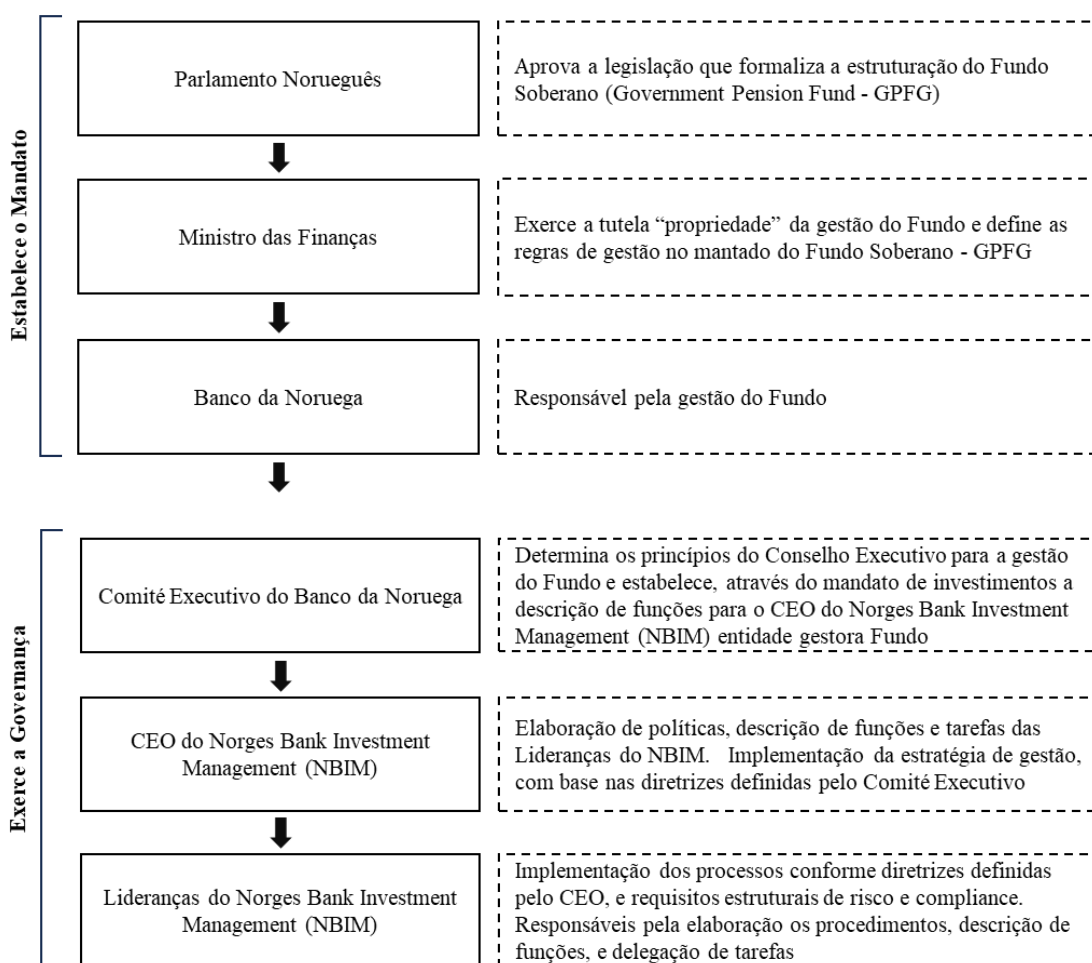 Estabelece o Mandato
Parlamento Norueguês
Aprova a legislação que formaliza a estruturação do Fundo
Soberano (Government Pension Fund - GPFG)
Ministro das Finanças
Exerce a tutela “propriedade” da gestão do Fundo e define as
regras de gestão no mantado do Fundo Soberano - GPFG
Banco da Noruega
Responsável pela gestão do Fundo
Exerce a Governança
Comité Executivo do Banco da Noruega
Determina os princípios do Conselho Executivo para a gestão
do Fundo e estabelece, através do mandato de investimentos a
descrição de funções para o CEO do Norges Bank Investment
Management (NBIM) entidade gestora Fundo
CEO do Norges Bank Investment
Management (NBIM)
Elaboração de políticas, descrição de funções e tarefas das
Lideranças do NBIM. Implementação da estratégia de gestão,
com base nas diretrizes definidas pelo Comité Executivo
Lideranças do Norges Bank Investment
Management (NBIM)
Implementação dos processos conforme diretrizes definidas
pelo CEO, e requisitos estruturais de risco e compliance.
Responsáveis pela elaboração os procedimentos, descrição de
funções, e delegação de tarefas